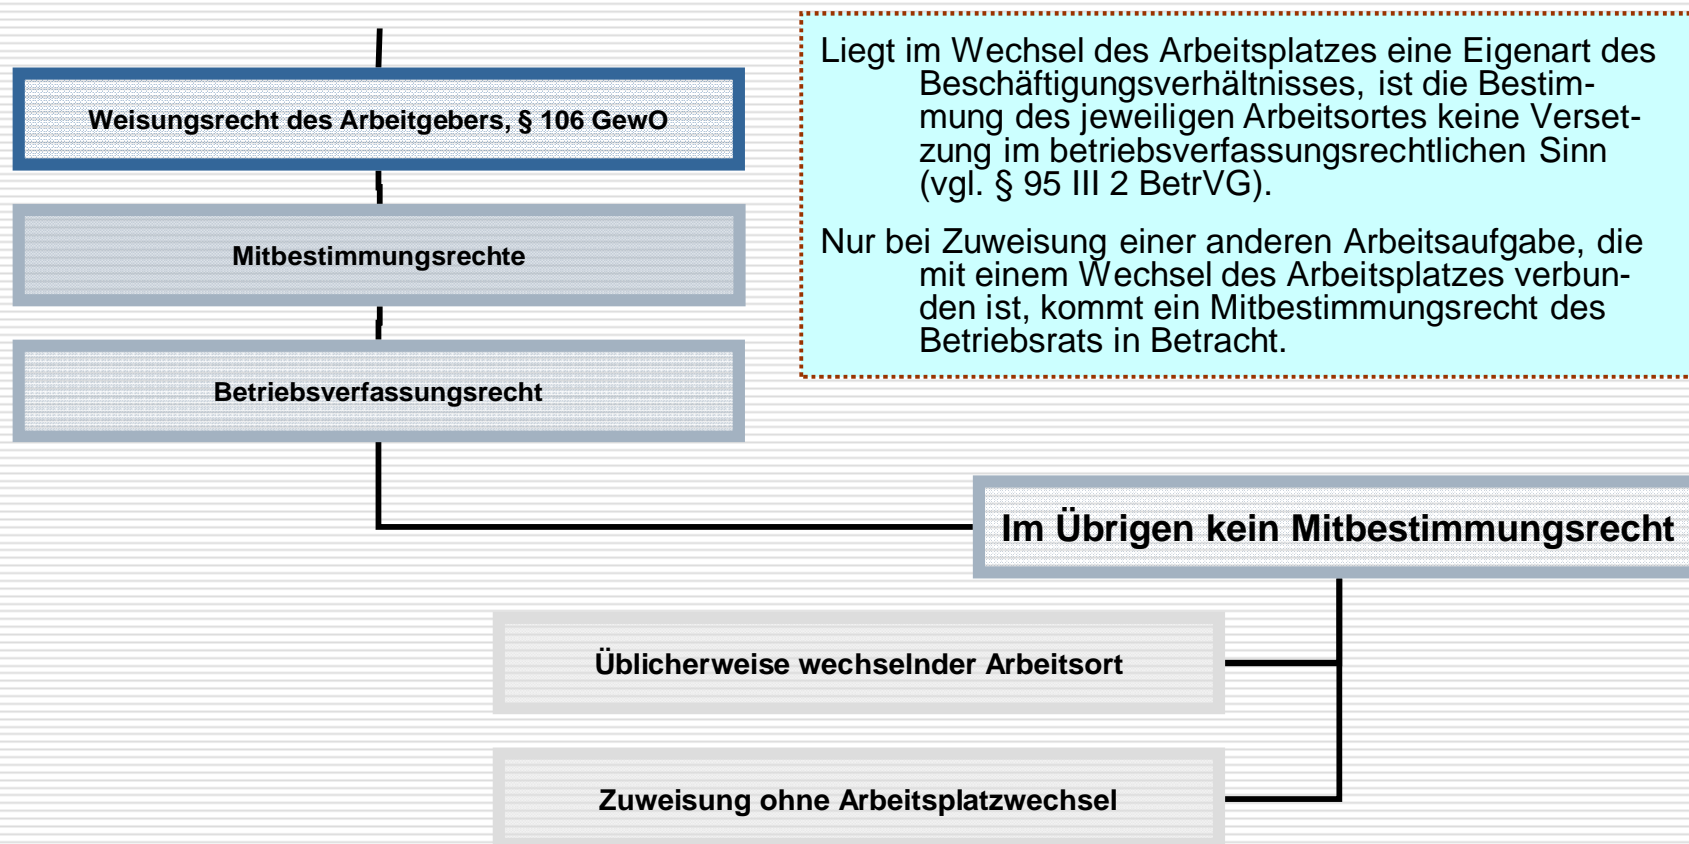 Weisungsrecht des Arbeitgebers, § 106 GewO
Mitbestimmungsrechte
Betriebsverfassungsrecht
Liegt im Wechsel des Arbeitsplatzes eine Eigenart des
Beschäftigungsverhältnisses, ist die Bestim-
mung des jeweiligen Arbeitsortes keine Verset-
zung im betriebsverfassungsrechtlichen Sinn
(vgl. § 95 III 2 BetrVG).
Nur bei Zuweisung einer anderen Arbeitsaufgabe, die
mit einem Wechsel des Arbeitsplatzes verbun-
den ist, kommt ein Mitbestimmungsrecht des
Betriebsrats in Betracht.
Im Übrigen kein Mitbestimmungsrecht
Üblicherweise wechselnder Arbeitsort
Zuweisung ohne Arbeitsplatzwechsel